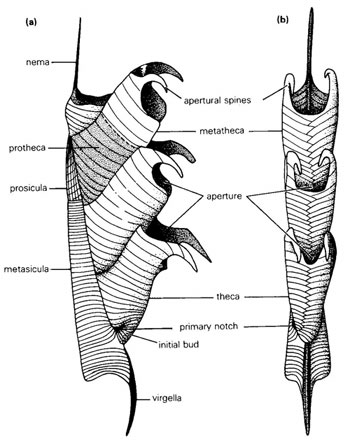 (a)
(b)
nema
apertural spines
metatheca
protheca
prosicula
aperture
metasicula
theca
primary notch
initial bud
virgella